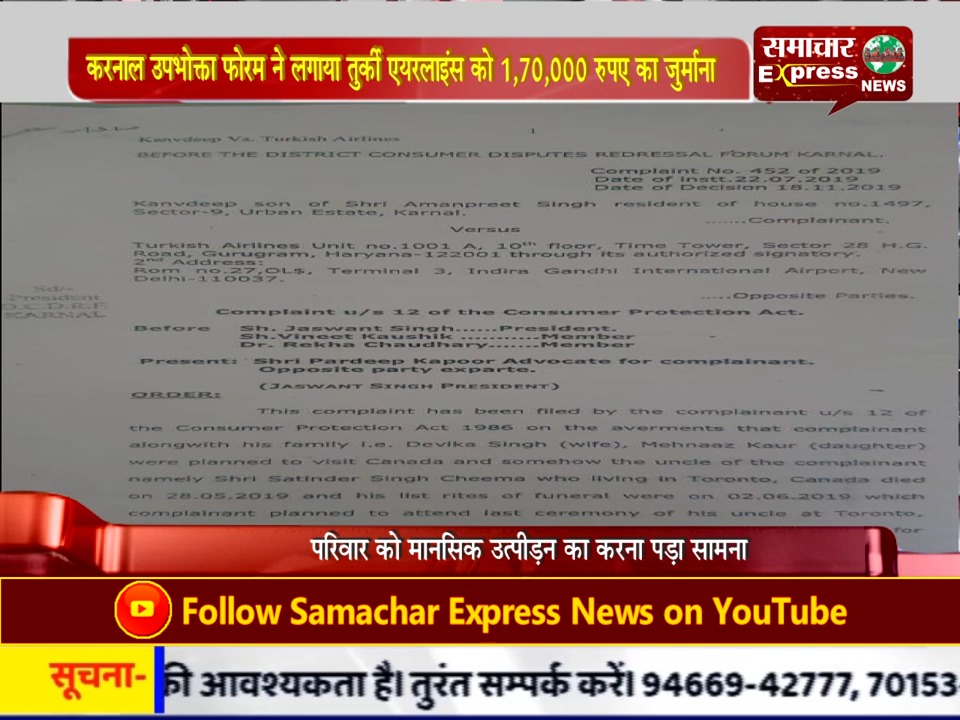 करनाल उपभोक्ता फोरम ने लगाया तुर्की एयरलाइंस को 1,70,000 रुपए का जुर्माना
समाचार
Express
NEWS
Kanvdeep Vs. Turkish Airlines
1
BEFORE THE DISTRICT CONSUMER DISPUTES REDRESSAL FORUM KARNAL.
Complaint No. 452 of 2019
Date of instt.22.07.2019
Date of Decision 18.11.2019
Kanvdeep son of Shri Amanpreet Singh resident of house no.1497,
Sector-9, Urban Estate, Karnal.
…….Complainant.
Versus
Turkish Airlines Unit no.1001 A, 10th floor, Time Tower, Sector 28 H.G.
Road, Gurugram, Haryana-122001 through its authorized signatory.
2nd Address:
Rom no.27,OL$, Terminal 3, Indira Gandhi International Airport, New
Delhi-110037.
…..Opposite Parties.
Sd/-
President
D.C.D.R.F.
KARNAL
Complaint u/s 12 of the Consumer Protection Act.
Before Sh. Jaswant Singh......President.
Sh.Vineet Kaushik ...........Member
Dr. Rekha Chaudhary.......Member
Present: Shri Pardeep Kapoor Advocate for complainant.
Opposite party exparte.
(JASWANT SINGH PRESIDENT)
ORDER:
This complaint has been filed by the complainant u/s 12 of
the Consumer Protection Act 1986 on the averments that complainant
alongwith his family i.e. Devika Singh (wife), Mehnaaz Kaur (daughter)
were planned to visit Canada and somehow the uncle of the complainant
namely Shri Satinder Singh Cheema who living in Toronto, Canada died
on 28.05.2019 and his list rites of funeral were on 02.06.2019 which
complainant planned to attend last ceremony of his uncle at Toronto,
for
परिवार को मानसिक उत्पीड़न का करना पड़ा सामना
Follow Samachar Express News on YouTube
सूचना- की आवश्यकता है। तुरंत सम्पर्क करें। 94669-42777, 70153-